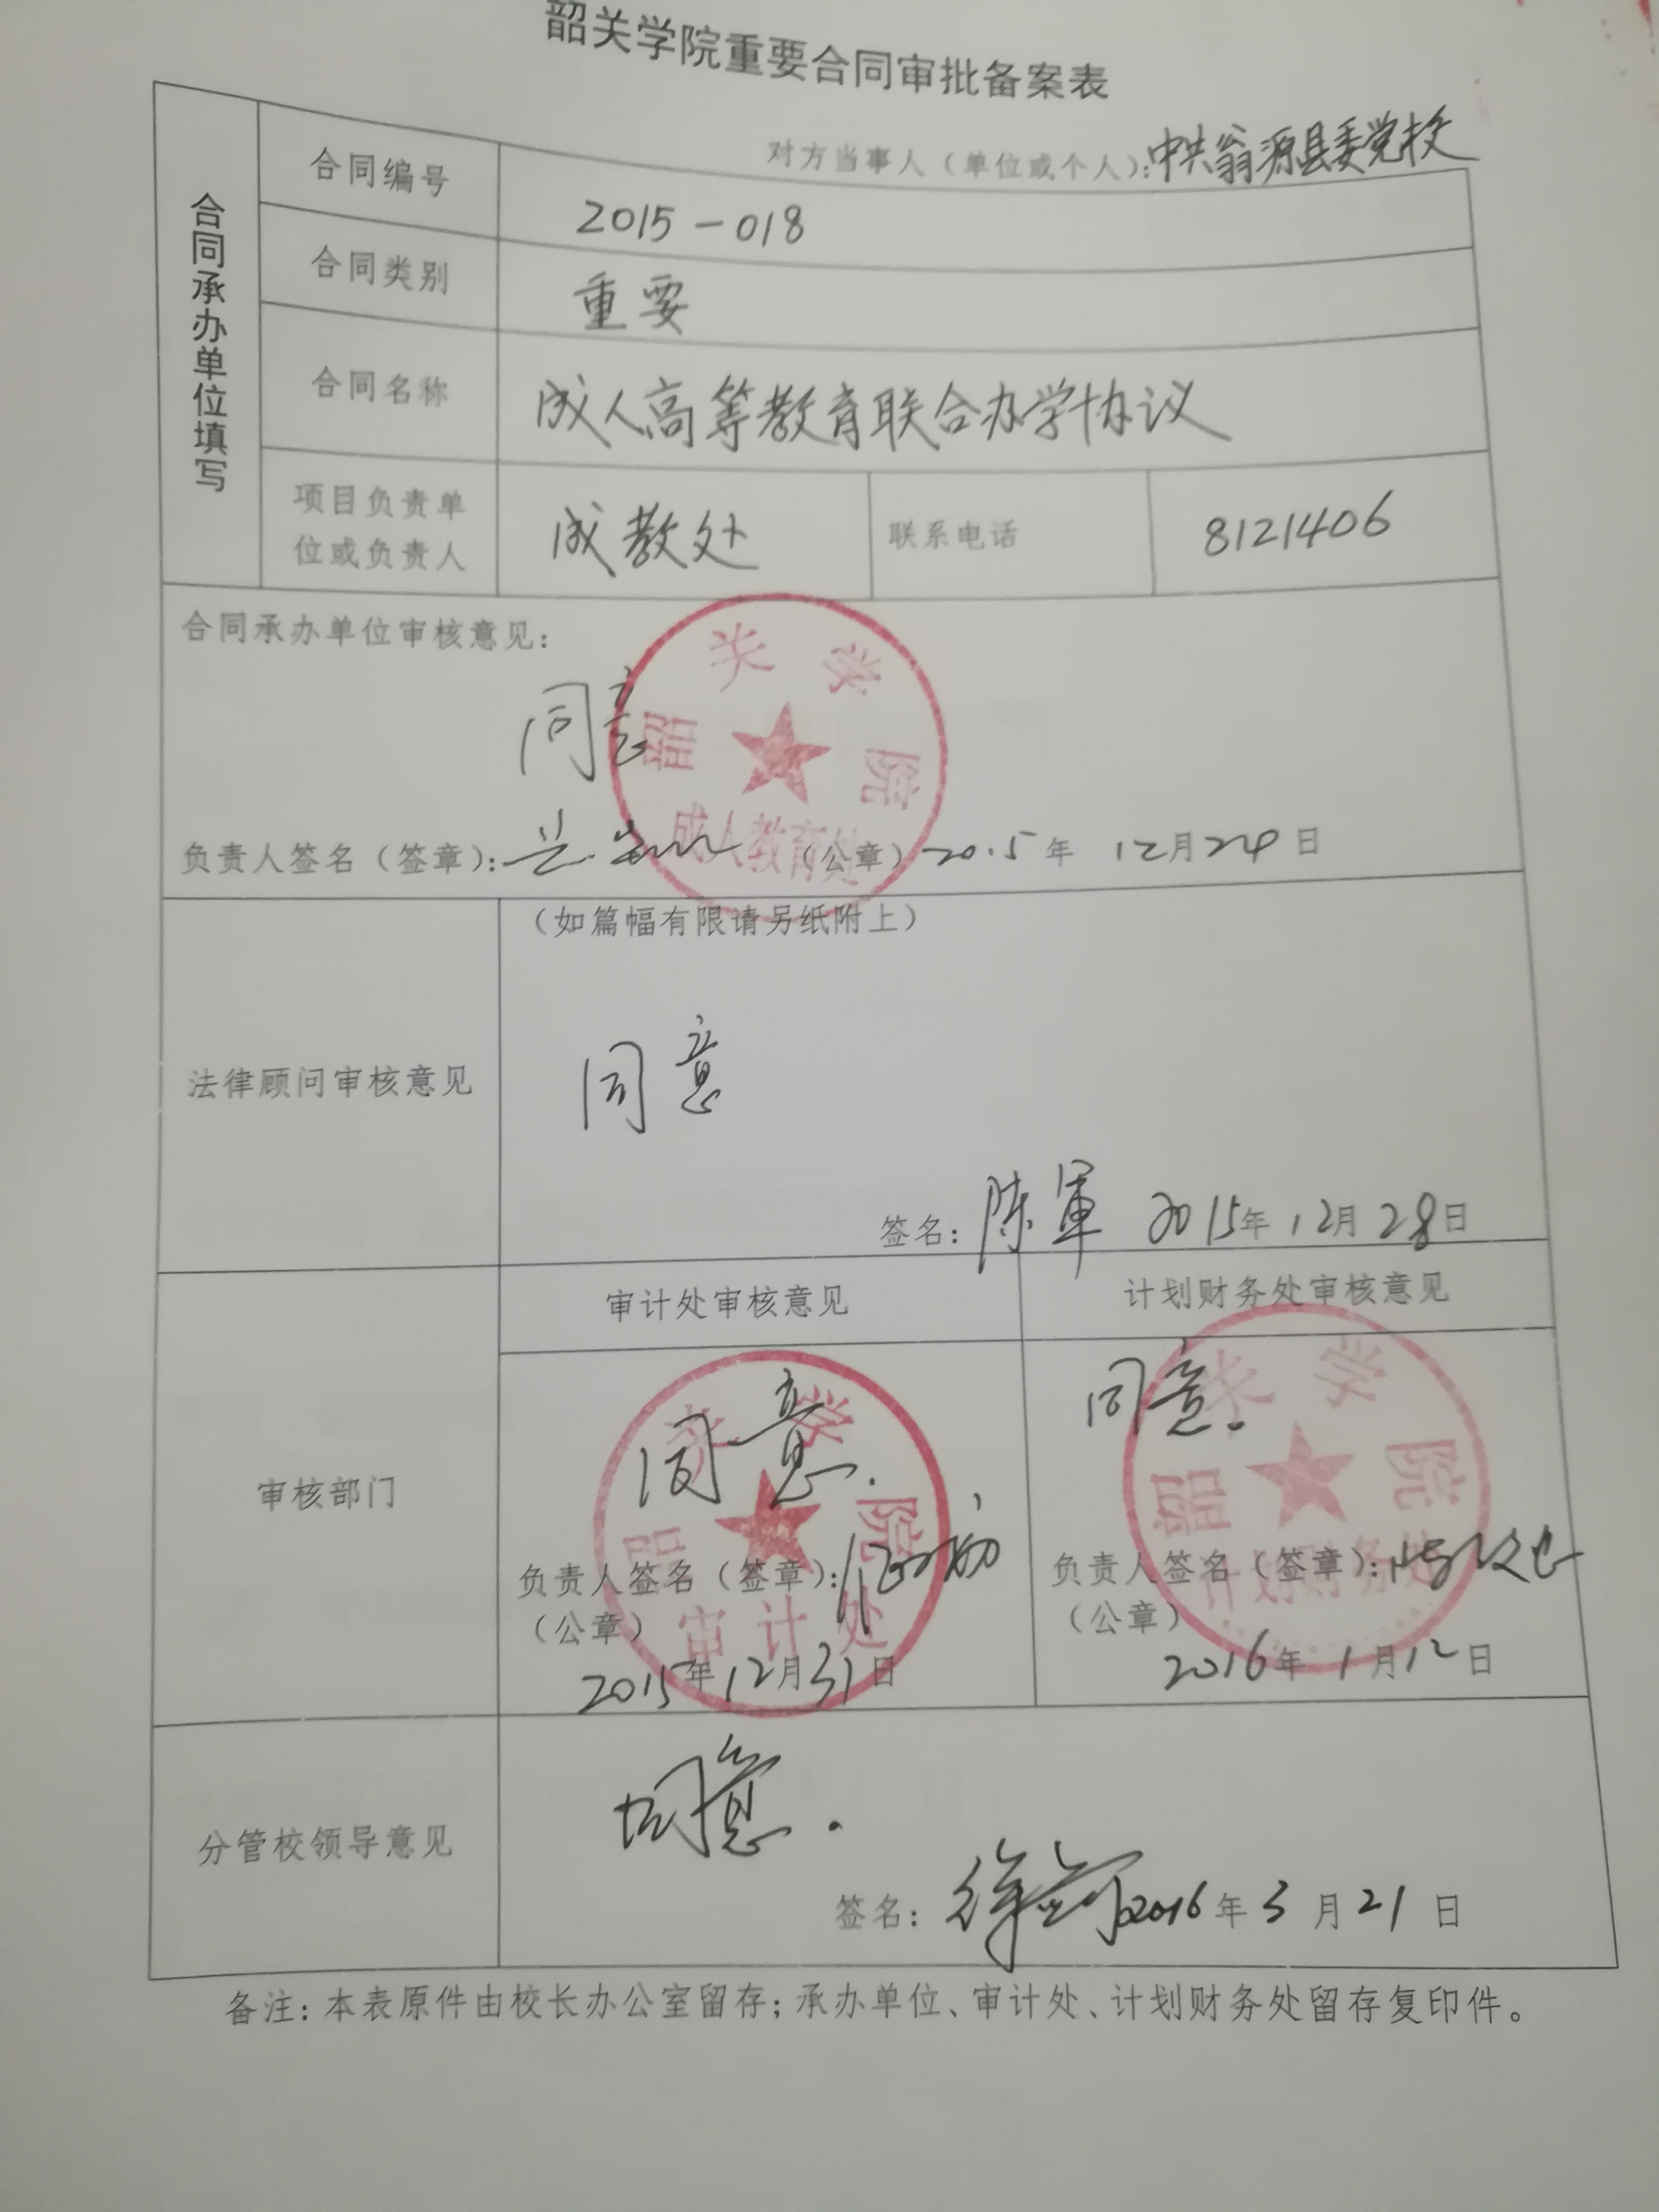 韶关学院重要合同审批备案表
对方当事人（单位或个人）：中共翁源县委党校
合同承办单位填写
合同编号 2015-018
合同类别 重要
合同名称 成人高等教育联合办学协议
项目负责单位或负责人 成教处 联系电话 8121406
合同承办单位审核意见：
同意
韶关学院
成人教育处
负责人签名（签章）： （公章）2015年 12月24日
（如篇幅有限请另纸附上）
法律顾问审核意见
同意
签名：陈军 2015年12月28日
审核部门
审计处审核意见 计划财务处审核意见
同意. 同意.
韶关学院 韶关学院
负责人签名（签章）： 负责人签名（签章）：
（公章） （公章）
审计处 计划财务处
2015年12月31日 2016年1月12日
分管校领导意见
同意.
签名： 2016年3月21日
备注：本表原件由校长办公室留存；承办单位、审计处、计划财务处留存复印件。